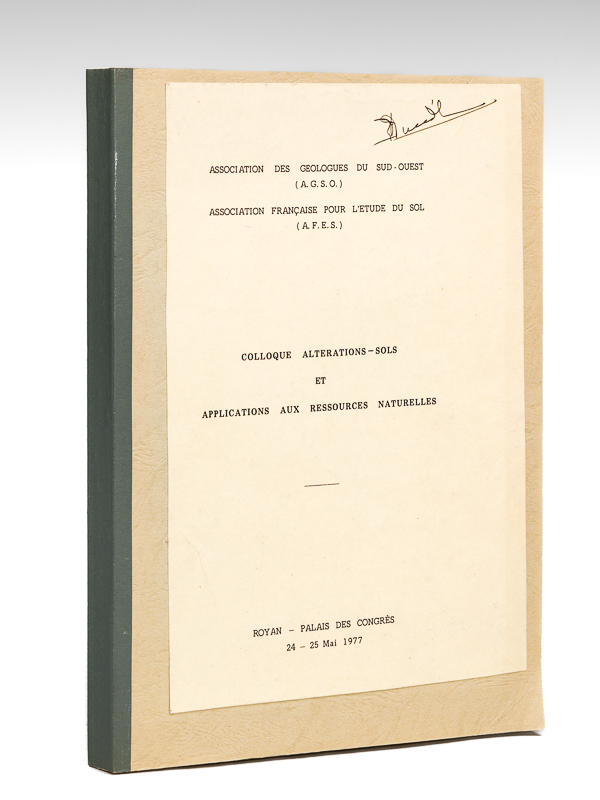 ASSOCIATION DES GEOLOGUES DU SUD-OUEST
(A.G.S.O.)
ASSOCIATION FRANÇAISE POUR L'ETUDE DU SOL
(A.F.E.S.)
COLLOQUE ALTERATIONS-SOLS
ET
APPLICATIONS AUX RESSOURCES NATURELLES
ROYAN - PALAIS DES CONGRÈS
24 - 25 Mai 1977